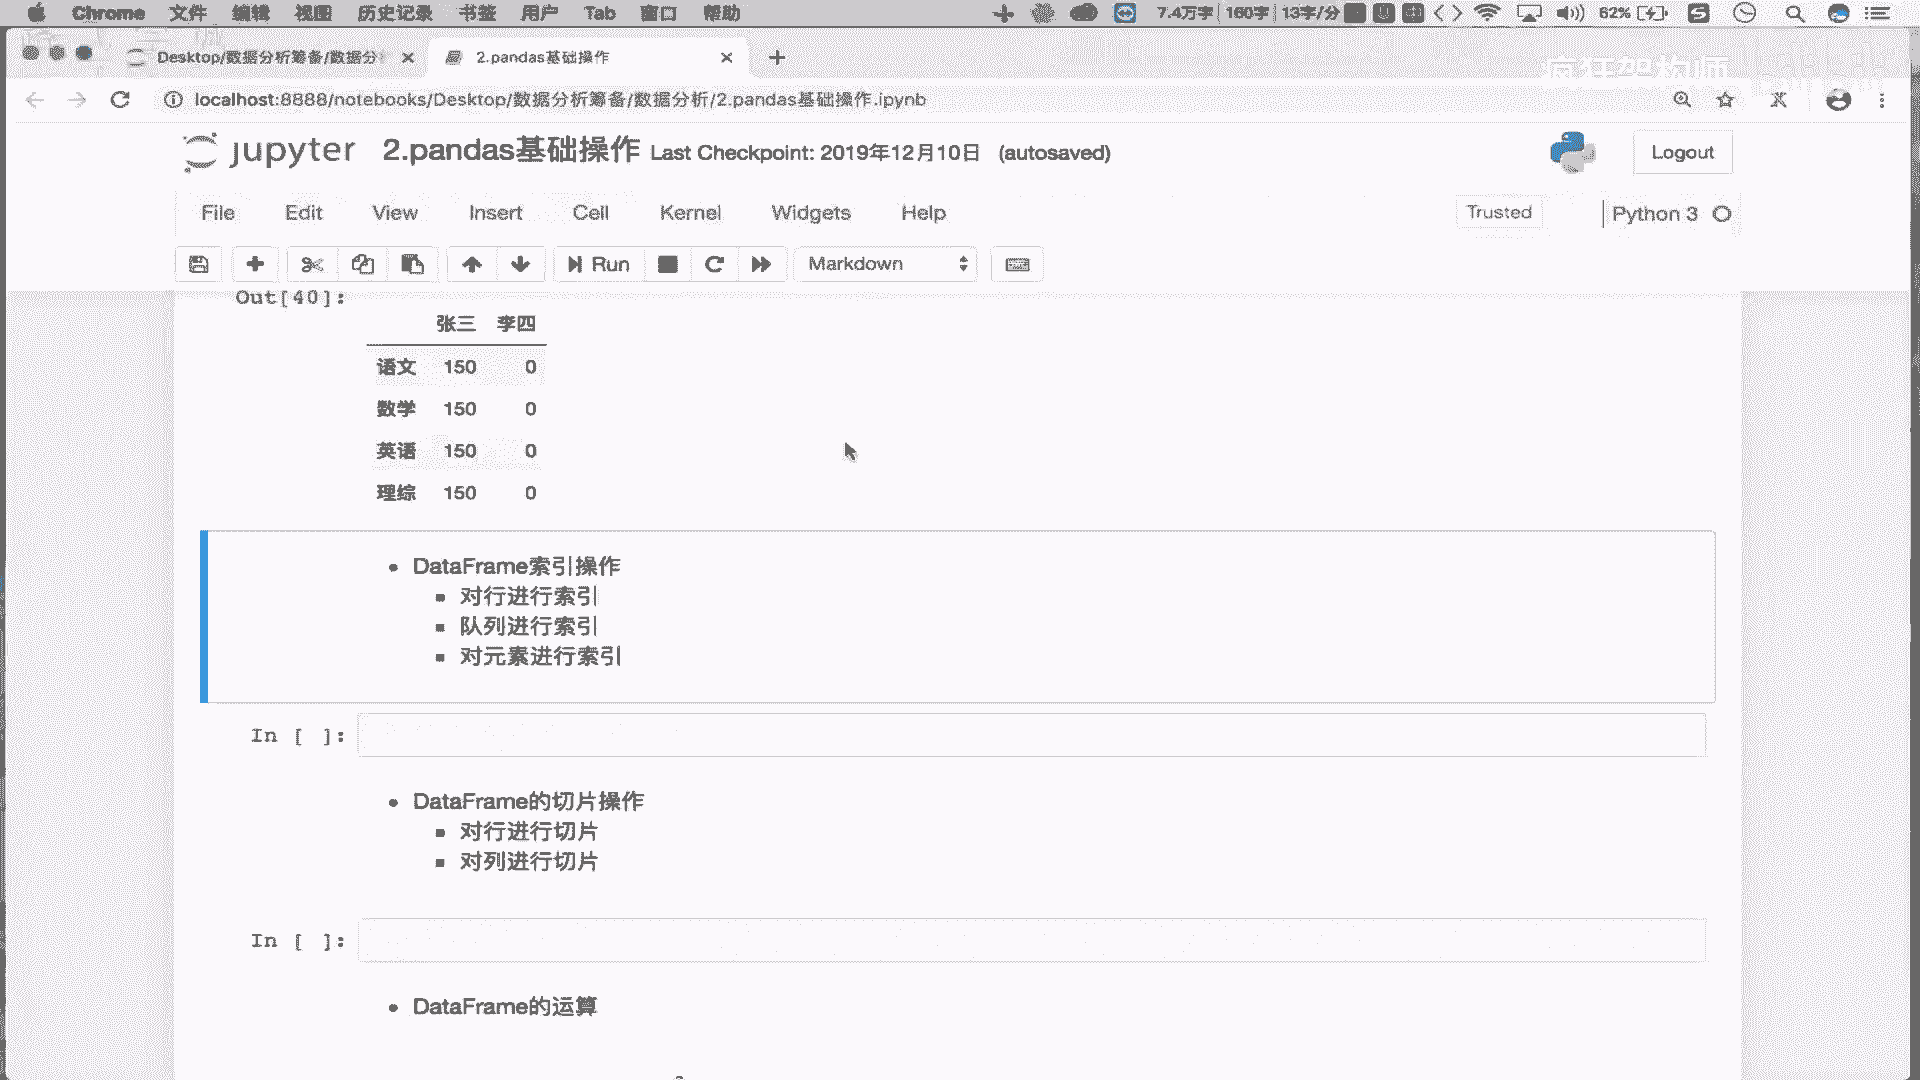 Chrome 文件 编辑 视图 历史记录 书签 用户 Tab 窗口 帮助 7.4万字 160字 13字/分 62%
Desktop/数据分析筹备/数据分
2.pandas基础操作
localhost:8888/notebooks/Desktop/数据分析筹备/数据分析/2.pandas基础操作.ipynb
疯狂架构师
jupyter 2.pandas基础操作 Last Checkpoint: 2019年12月10日 (autosaved)
Logout
File Edit View Insert Cell Kernel Widgets Help
Trusted Python 3
Run Markdown
Out[40]:
张三 李四
语文 150 0
数学 150 0
英语 150 0
理综 150 0
DataFrame索引操作
对行进行索引
队列进行索引
对元素进行索引
In [ ]:
DataFrame的切片操作
对行进行切片
对列进行切片
In [ ]:
DataFrame的运算